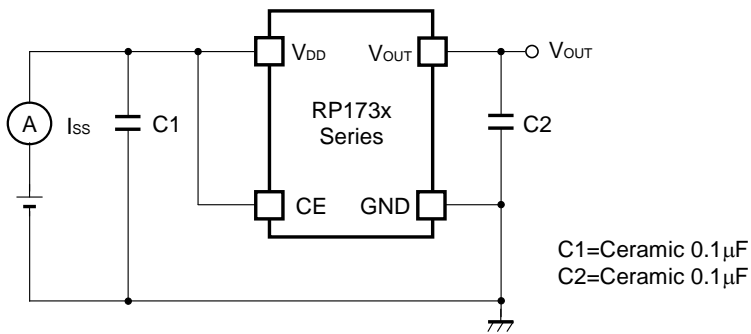 VDD
VOUT
VOUT
RP173x
Series
A
ISS
C1
C2
CE
GND
C1=Ceramic 0.1μF
C2=Ceramic 0.1μF